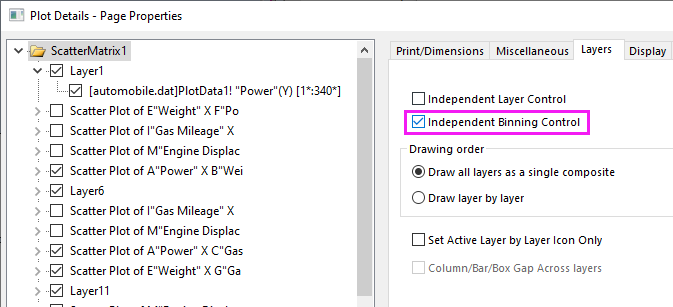 Plot Details - Page Properties
ScatterMatrix1
Layer1
[automobile.dat]PlotData1! "Power"(Y) [1*:340*]
Scatter Plot of E"Weight" X F"Po
Scatter Plot of I"Gas Mileage" X
Scatter Plot of M"Engine Displac
Scatter Plot of A"Power" X B"Wei
Layer6
Scatter Plot of I"Gas Mileage" X
Scatter Plot of M"Engine Displac
Scatter Plot of A"Power" X C"Gas
Scatter Plot of E"Weight" X G"Ga
Layer11
Print/Dimensions Miscellaneous Layers Display
Independent Layer Control
Independent Binning Control
Drawing order
Draw all layers as a single composite
Draw layer by layer
Set Active Layer by Layer Icon Only
Column/Bar/Box Gap Across layers